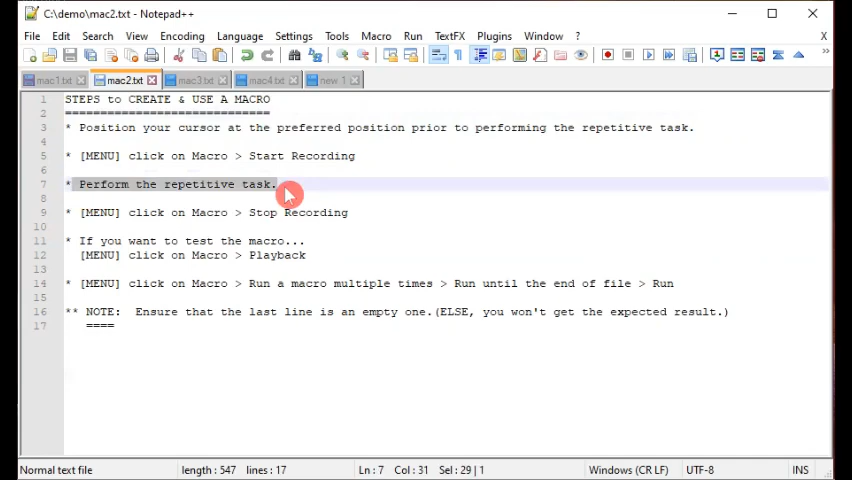 C:\demo\mac2.txt - Notepad++
File Edit Search View Encoding Language Settings Tools Macro Run TextFX Plugins Window ? X
mac1.txt mac2.txt mac3.txt mac4.txt new 1
1 STEPS to CREATE & USE A MACRO
2 =============================
3 * Position your cursor at the preferred position prior to performing the repetitive task.
4
5 * [MENU] click on Macro > Start Recording
6
7 * Perform the repetitive task.
8
9 * [MENU] click on Macro > Stop Recording
10
11 * If you want to test the macro...
12 [MENU] click on Macro > Playback
13
14 * [MENU] click on Macro > Run a macro multiple times > Run until the end of file > Run
15
16 ** NOTE:  Ensure that the last line is an empty one.(ELSE, you won't get the expected result.)
17 ====
Normal text file length : 547 lines : 17 Ln : 7 Col : 31 Sel : 29 | 1 Windows (CR LF) UTF-8 INS